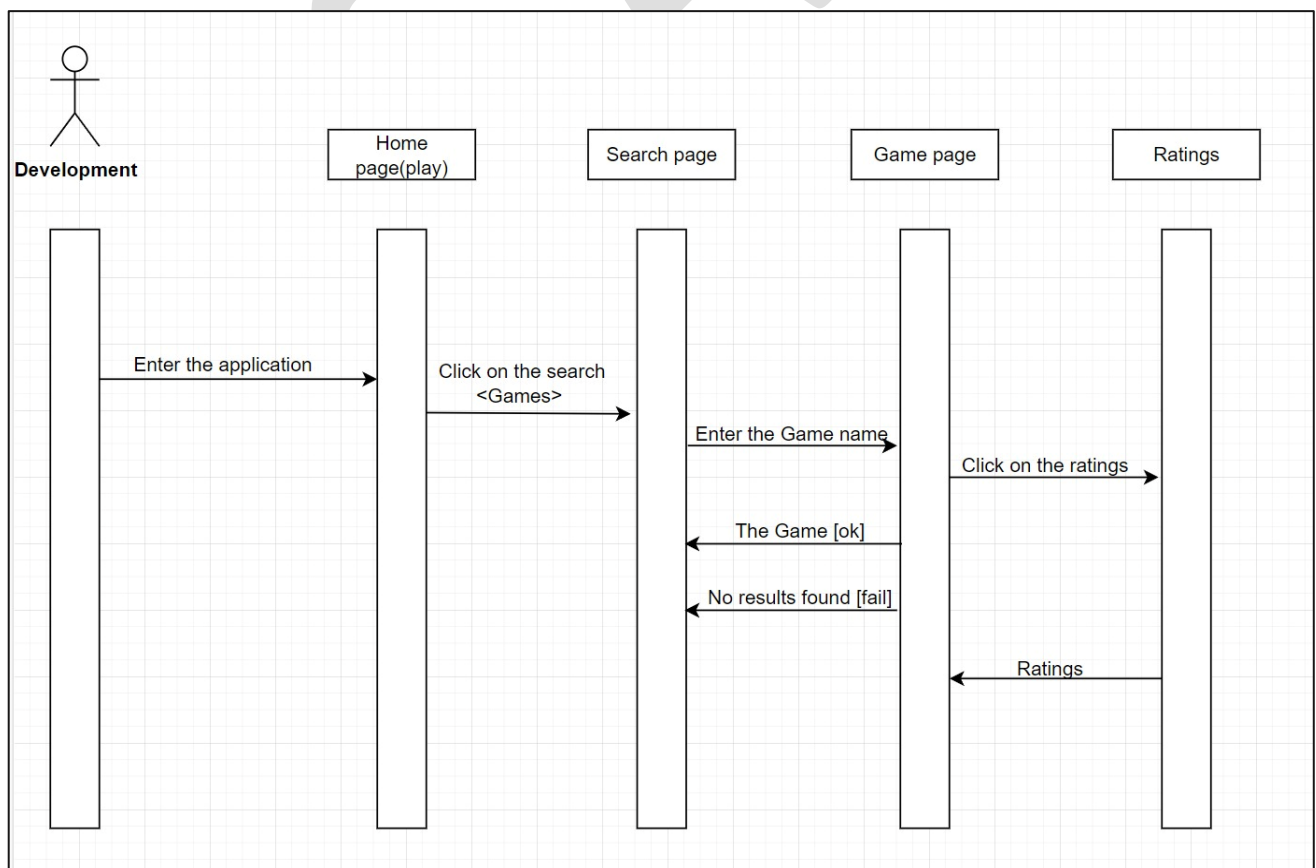 Development
Home
page(play)
Search page
Game page
Ratings
Enter the application
Click on the search
<Games>
Enter the Game name
Click on the ratings
The Game [ok]
No results found [fail]
Ratings